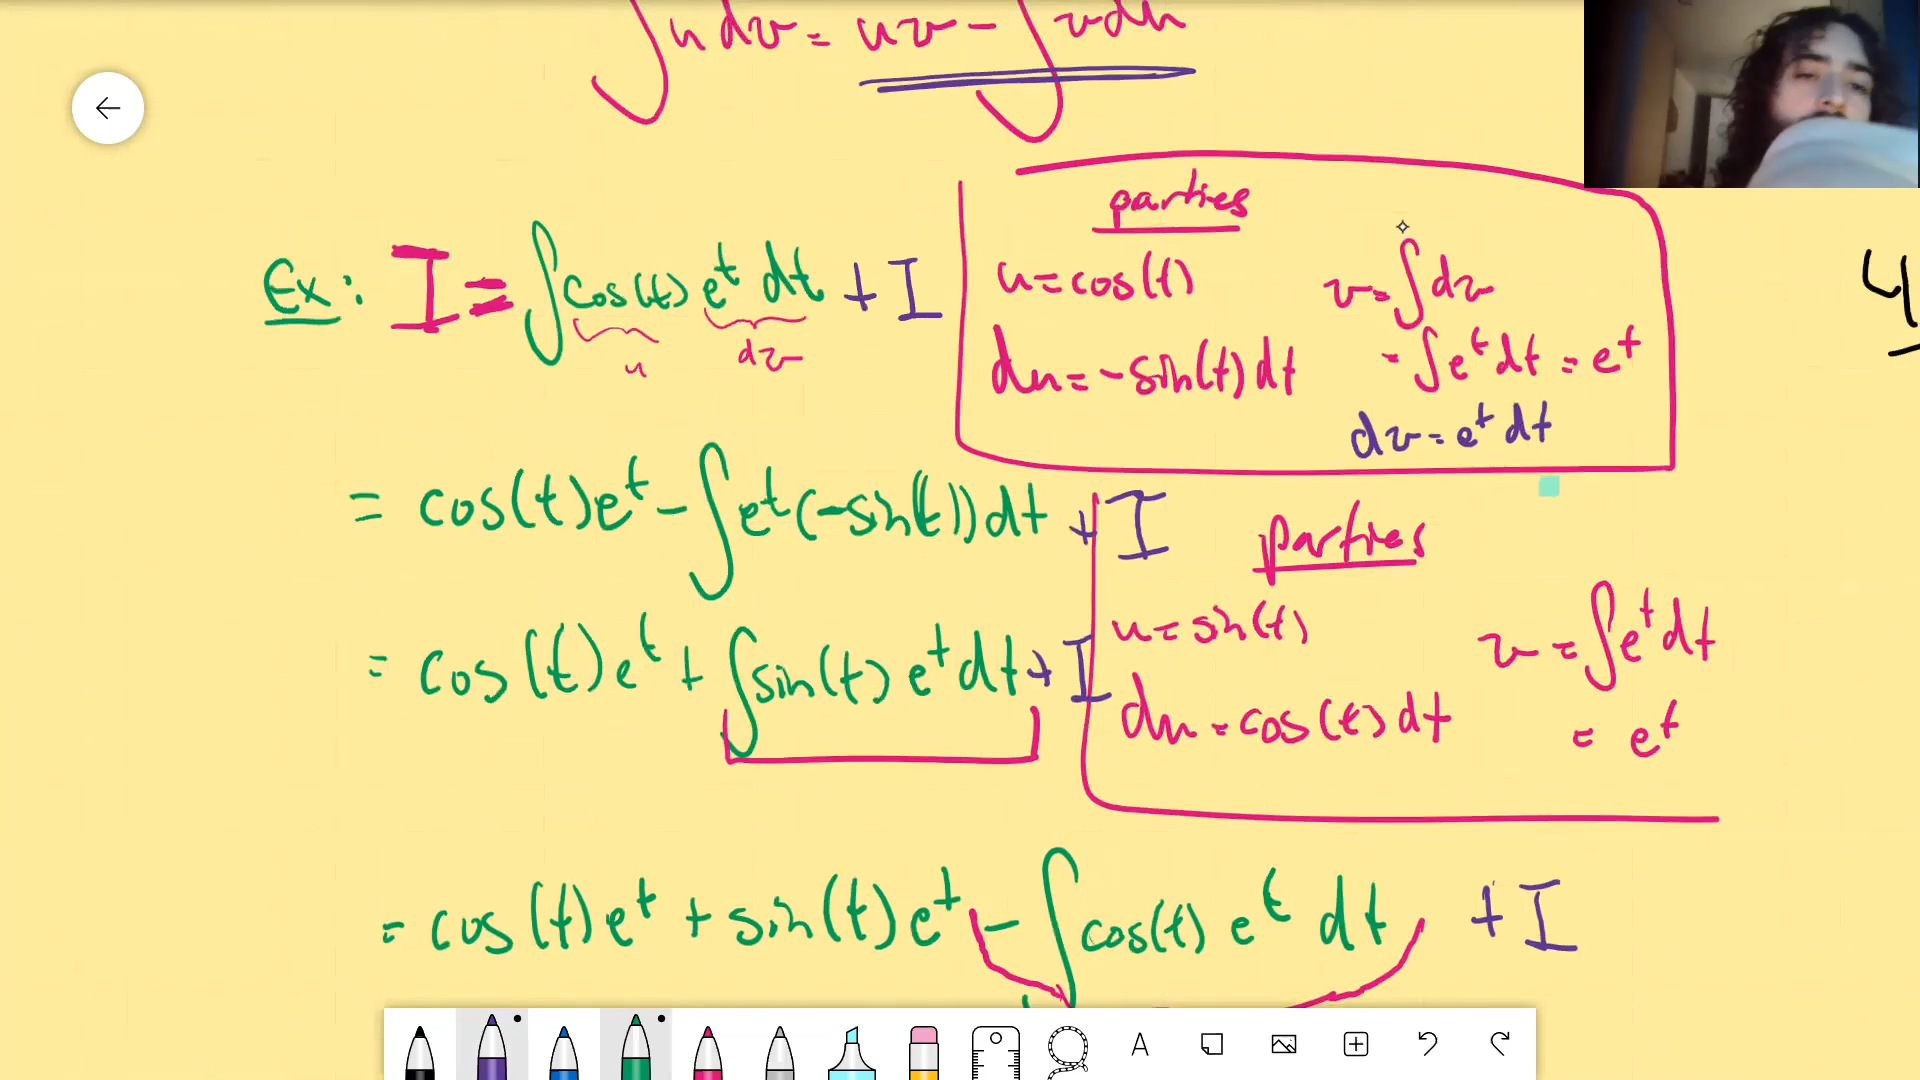 ∫u dv = uv - ∫v du
Ex: I = ∫cos(t) e^t dt + I
u dv
parties
u = cos(t) v = ∫dv
du = -sin(t) dt = ∫e^t dt = e^t
dv = e^t dt
4
= cos(t)e^t - ∫e^t(-sin(t))dt + I
parties
u = sin(t) v = ∫e^t dt
= cos(t)e^t + ∫sin(t) e^t dt + I
du = cos(t) dt = e^t
= cos(t)e^t + sin(t)e^t - ∫cos(t) e^t dt + I
A